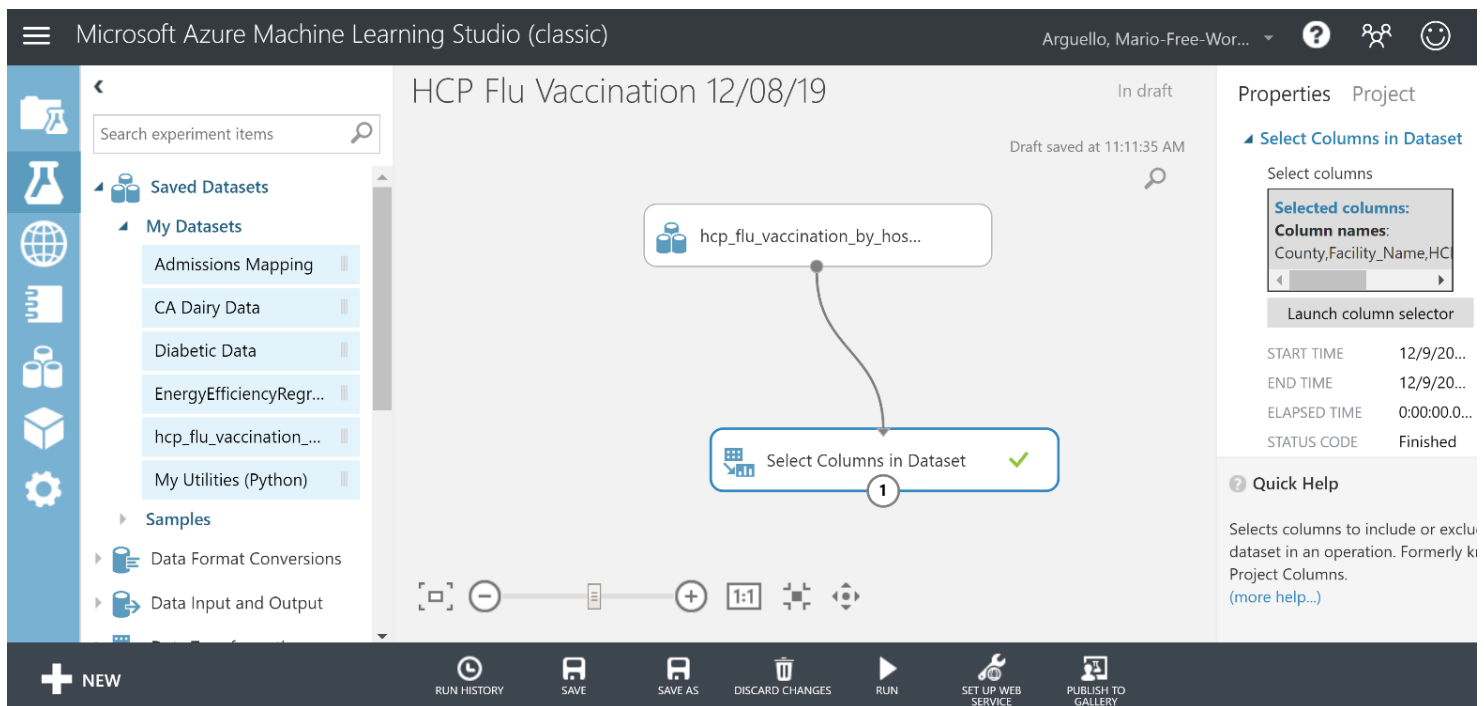 Microsoft Azure Machine Learning Studio (classic)
Arguello, Mario-Free-Wor...
?
HCP Flu Vaccination 12/08/19
In draft
Draft saved at 11:11:35 AM
Search experiment items
Saved Datasets
My Datasets
Admissions Mapping
CA Dairy Data
Diabetic Data
EnergyEfficiencyRegr...
hcp_flu_vaccination_...
My Utilities (Python)
Samples
Data Format Conversions
Data Input and Output
hcp_flu_vaccination_by_hos...
Select Columns in Dataset
1
1:1
Properties Project
Select Columns in Dataset
Select columns
Selected columns:
Column names:
County,Facility_Name,HCP
Launch column selector
START TIME 12/9/20...
END TIME 12/9/20...
ELAPSED TIME 0:00:00.0...
STATUS CODE Finished
? Quick Help
Selects columns to include or exclu
dataset in an operation. Formerly k
Project Columns.
(more help...)
NEW
RUN HISTORY
SAVE
SAVE AS
DISCARD CHANGES
RUN
SET UP WEB SERVICE
PUBLISH TO GALLERY